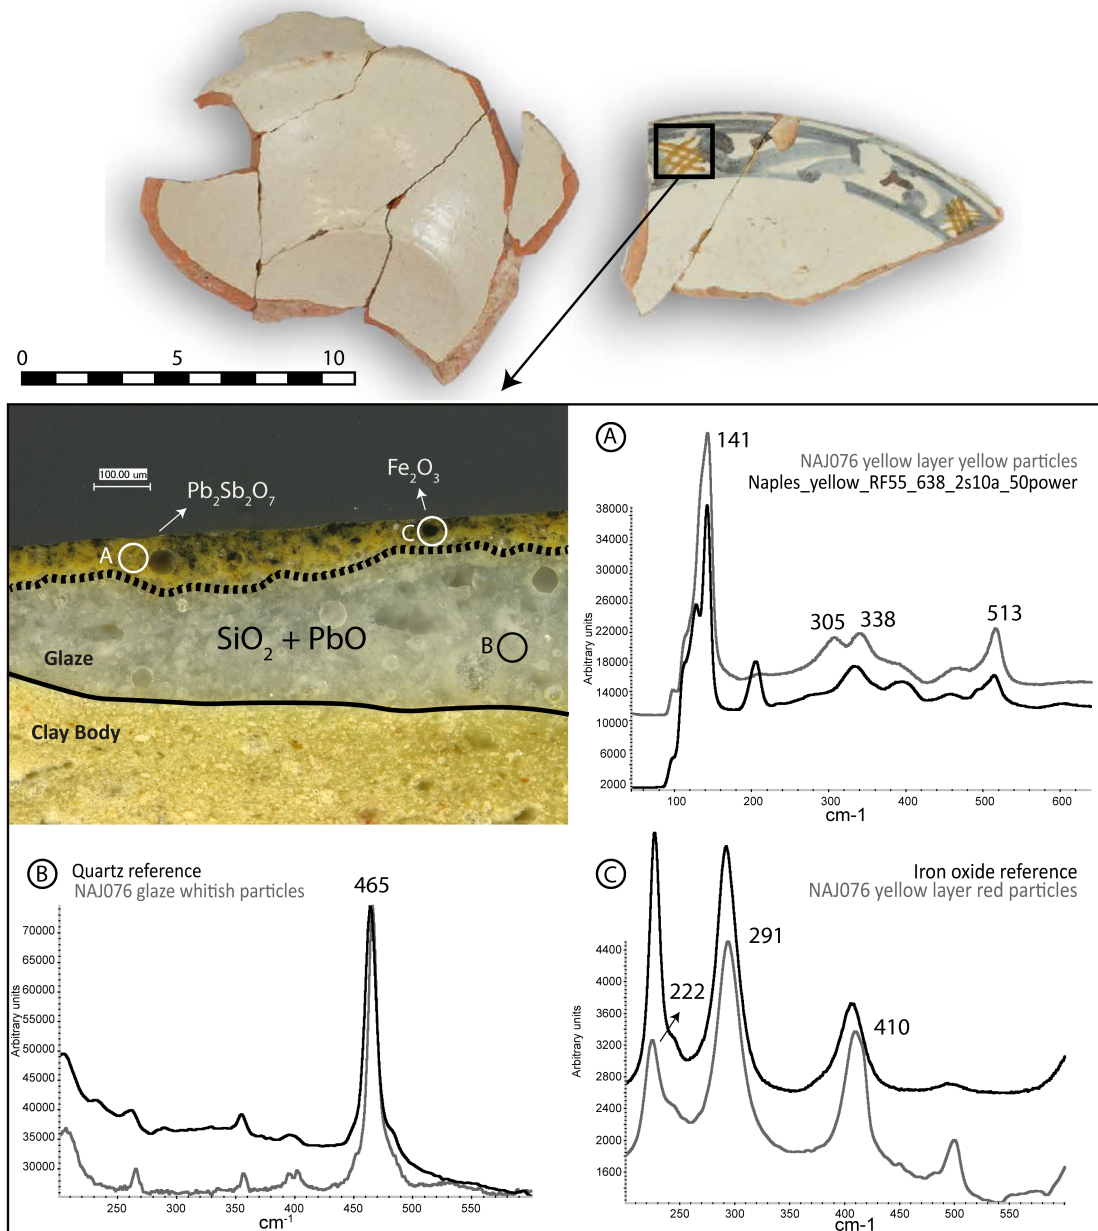 0 5 10
100.00 um
Pb2Sb2O7
Fe2O3
A
C
SiO2 + PbO
B
Glaze
Clay Body
A
141
NAJ076 yellow layer yellow particles
Naples_yellow_RF55_638_2s10a_50power
305
338
513
Arbitrary units
38000
34000
30000
26000
22000
18000
14000
10000
6000
2000
100 200 300 400 500 600
cm-1
B
Quartz reference
NAJ076 glaze whitish particles
465
Arbitrary units
70000
65000
60000
55000
50000
45000
40000
35000
30000
250 300 350 400 450 500 550
cm-1
C
Iron oxide reference
NAJ076 yellow layer red particles
291
222
410
Arbitrary units
4400
4000
3600
3200
2800
2400
2000
1600
250 300 350 400 450 500 550
cm-1